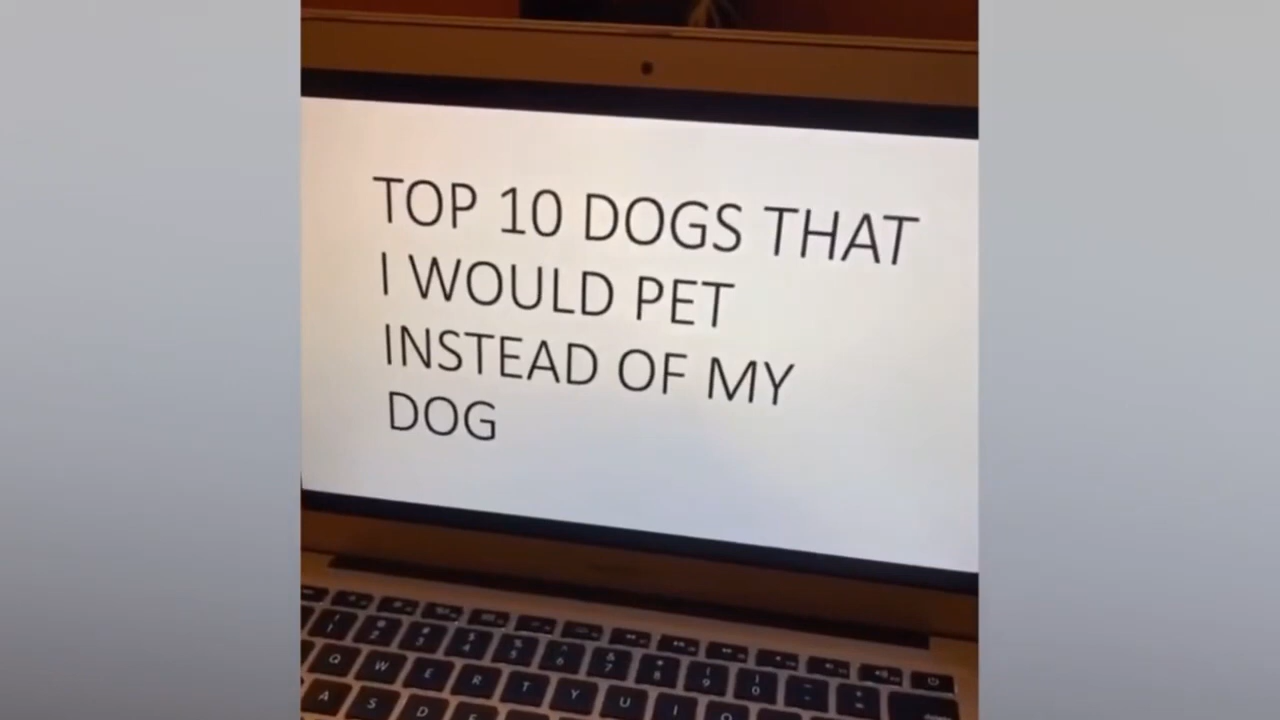 TOP 10 DOGS THAT
I WOULD PET
INSTEAD OF MY
DOG
Q W E R T Y U I O
A S D F